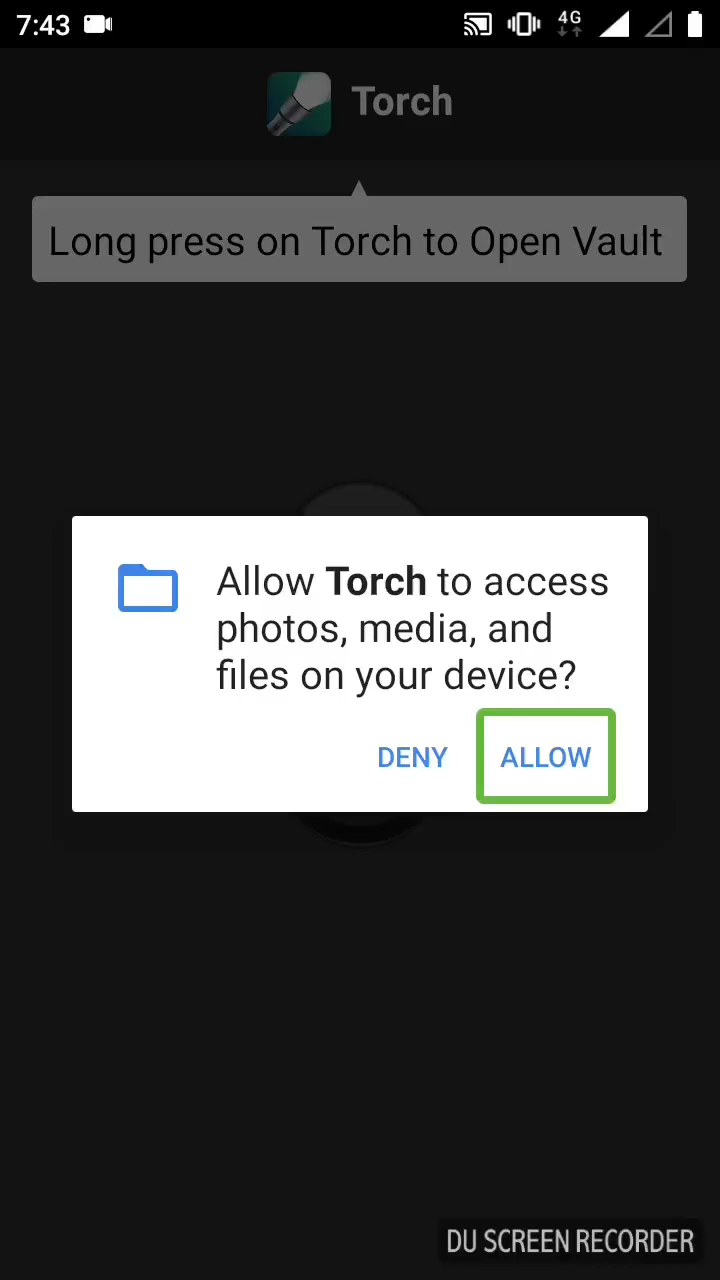 7:43
4G
Torch
Long press on Torch to Open Vault
Allow Torch to access
photos, media, and
files on your device?
DENY ALLOW
DU SCREEN RECORDER